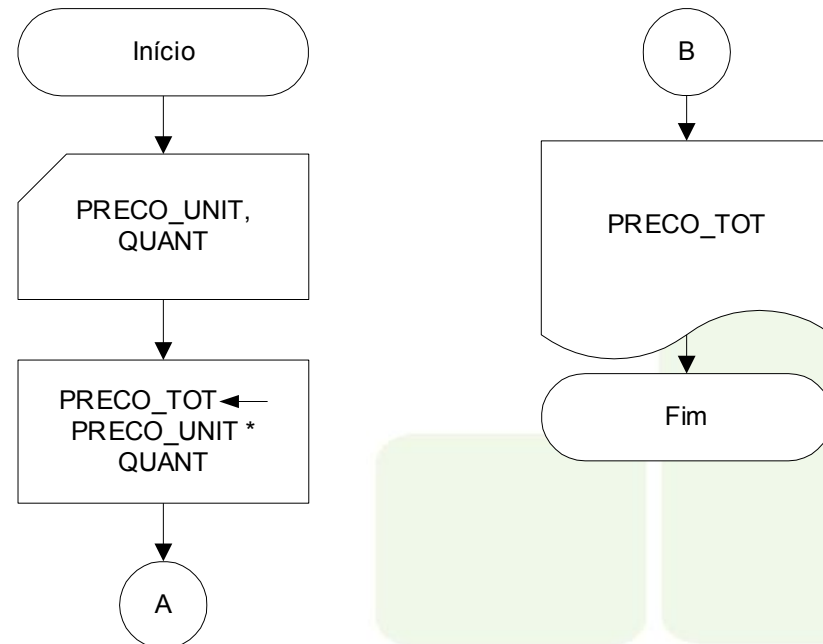 Início
PRECO_UNIT,
QUANT
PRECO_TOT
PRECO_UNIT *
QUANT
A
B
PRECO_TOT
Fim